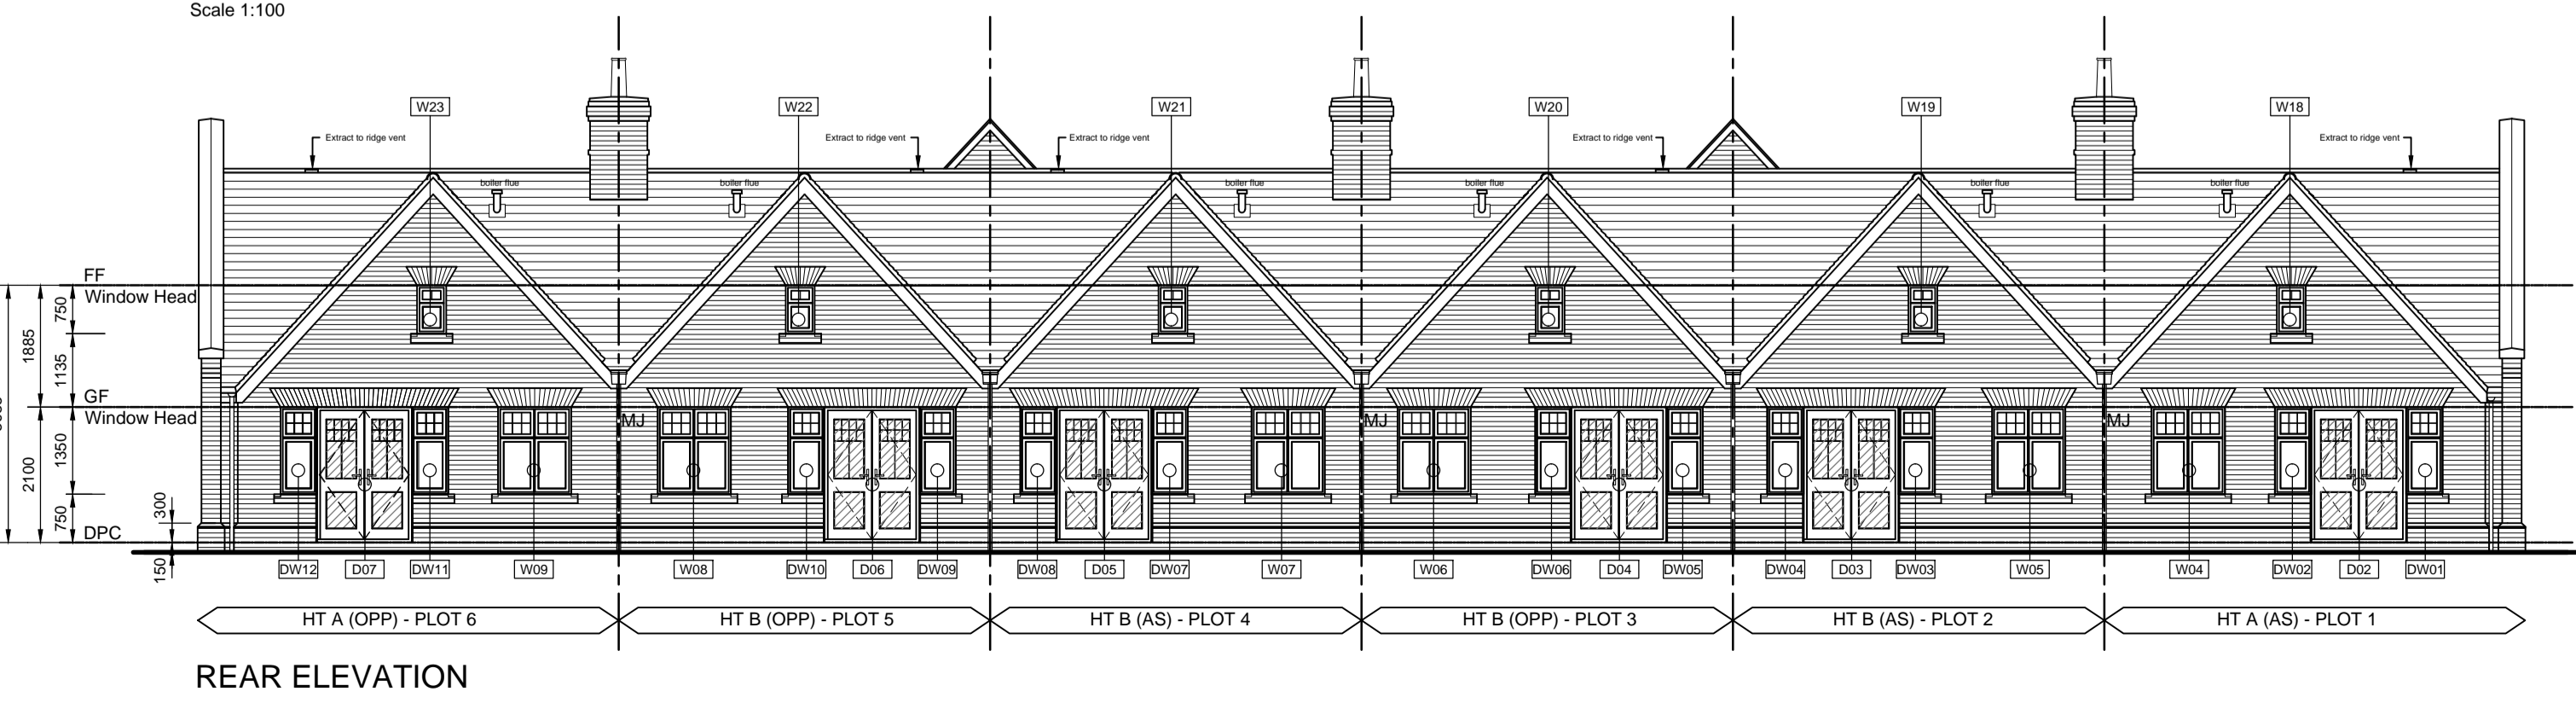 Scale 1:100
W23
W22
W21
W20
W19
W18
Extract to ridge vent
Extract to ridge vent
Extract to ridge vent
Extract to ridge vent
Extract to ridge vent
boiler flue
boiler flue
boiler flue
boiler flue
boiler flue
boiler flue
FF
Window Head
750
1885
1135
GF
Window Head
MJ
MJ
MJ
1350
2100
300
750
DPC
150
DW12
D07
DW11
W09
W08
DW10
D06
DW09
DW08
D05
DW07
W07
W06
DW06
D04
DW05
DW04
D03
DW03
W05
W04
DW02
D02
DW01
HT A (OPP) - PLOT 6
HT B (OPP) - PLOT 5
HT B (AS) - PLOT 4
HT B (OPP) - PLOT 3
HT B (AS) - PLOT 2
HT A (AS) - PLOT 1
REAR ELEVATION